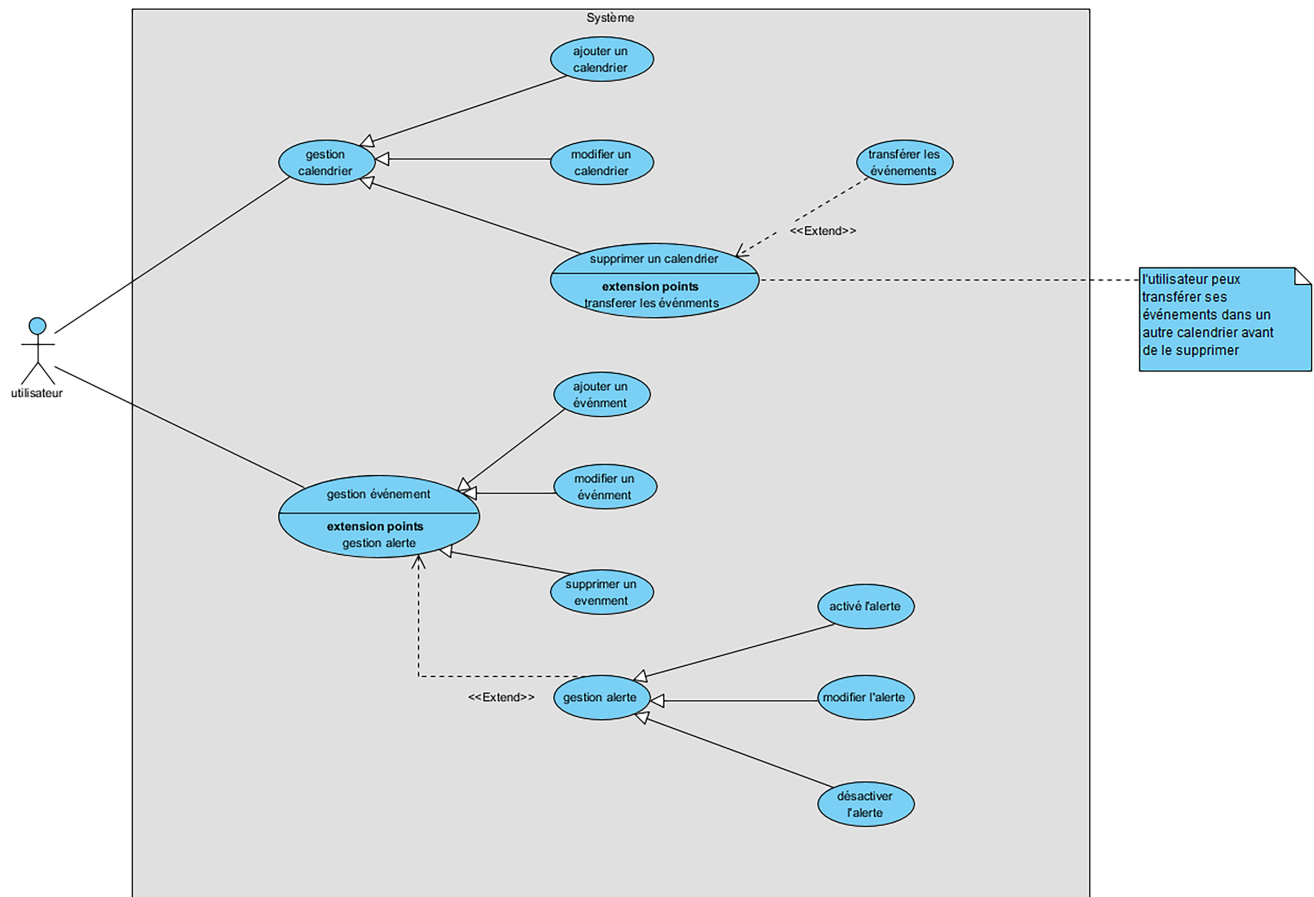 Système
ajouter un
calendrier
gestion
calendrier
modifier un
calendrier
transférer les
événements
<<Extend>>
supprimer un calendrier
extension points
transferer les événments
l'utilisateur peux
transférer ses
événements dans un
autre calendrier avant
de le supprimer
utilisateur
ajouter un
événment
modifier un
événment
gestion événement
extension points
gestion alerte
supprimer un
evenment
activé l'alerte
<<Extend>>
gestion alerte
modifier l'alerte
désactiver
l'alerte